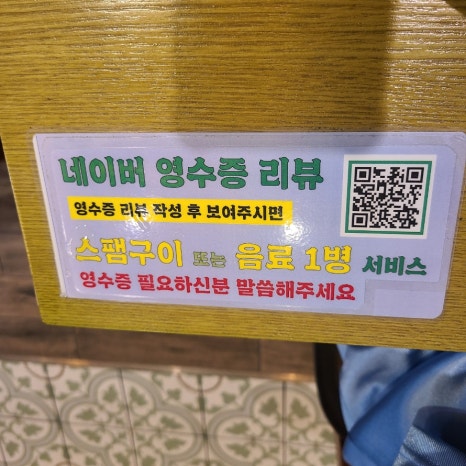 네이버 영수증 리뷰
영수증 리뷰 작성 후 보여주시면
스팸구이 또는 음료 1병 서비스
영수증 필요하신분 말씀해주세요